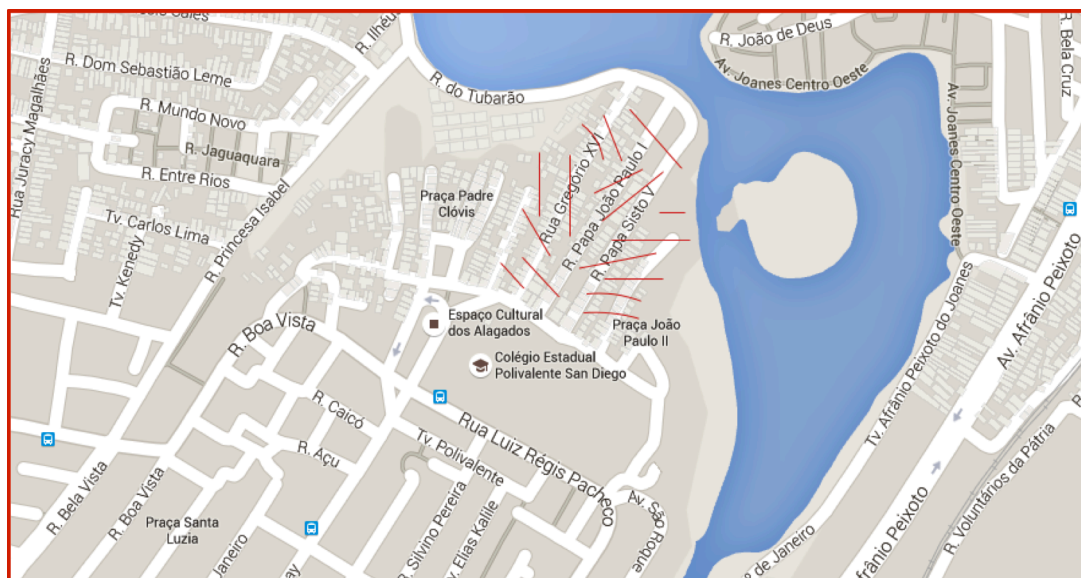 R. Ilhéus
R. João de Deus
R. Bela Cruz
R. Dom Sebastião Leme
Av. Joanes Centro Oeste
R. do Tubarão
Rua Juracy Magalhães
R. Mundo Novo
R. Jaguaquara
R. Entre Rios
Rua Gregório XVI
R. Papa João Paulo I
R. Papa Sisto V
Av. Joanes Centro Oeste
Praça Padre
Clóvis
R. Princesa Isabel
Tv. Carlos Lima
Tv. Kenedy
Espaço Cultural
dos Alagados
Praça João
Paulo II
R. Boa Vista
Colégio Estadual
Polivalente San Diego
Av. Afrânio Peixoto
Tv. Afrânio Peixoto do Joanes
R. Caicó
R. Açu
Rua Luiz Régis Pacheco
Tv. Polivalente
R. Bela Vista
R. Boa Vista
Praça Santa
Luzia
Janeiro
R. Silvino Pereira
Av. Elias Kalile
Av. São Roque
º de Janeiro
Afrânio Peixoto
R. Voluntários da Pátria